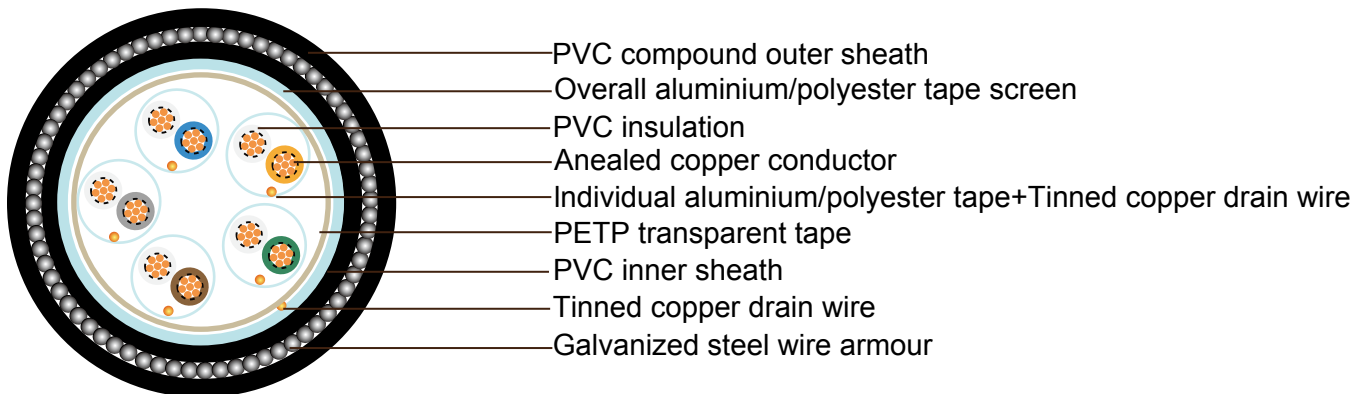 PVC compound outer sheath
Overall aluminium/polyester tape screen
PVC insulation
Anealed copper conductor
Individual aluminium/polyester tape+Tinned copper drain wire
PETP transparent tape
PVC inner sheath
Tinned copper drain wire
Galvanized steel wire armour